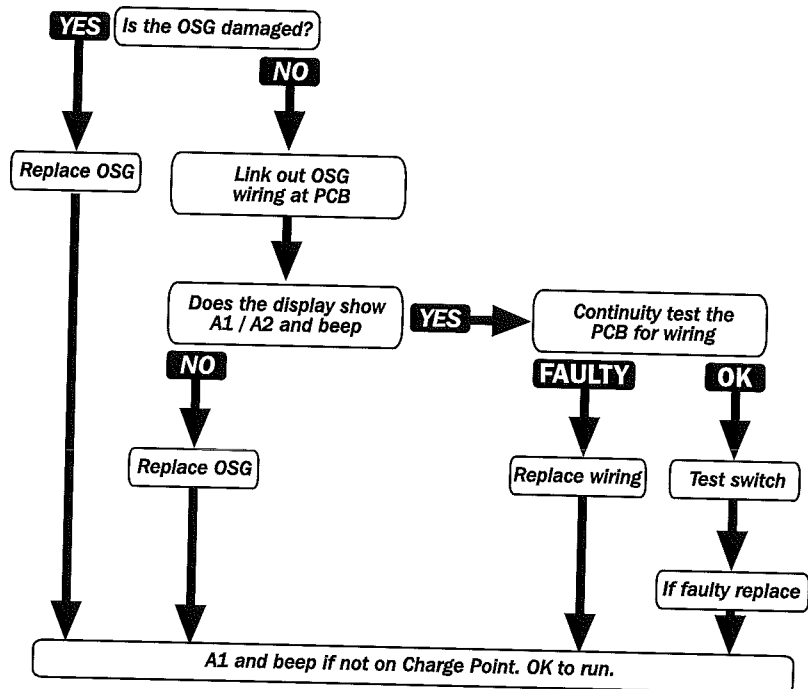 YES
Is the OSG damaged?
NO
Replace OSG
Link out OSG
wiring at PCB
Does the display show
A1 / A2 and beep
YES
Continuity test the
PCB for wiring
NO
FAULTY
OK
Replace OSG
Replace wiring
Test switch
If faulty replace
A1 and beep if not on Charge Point. OK to run.